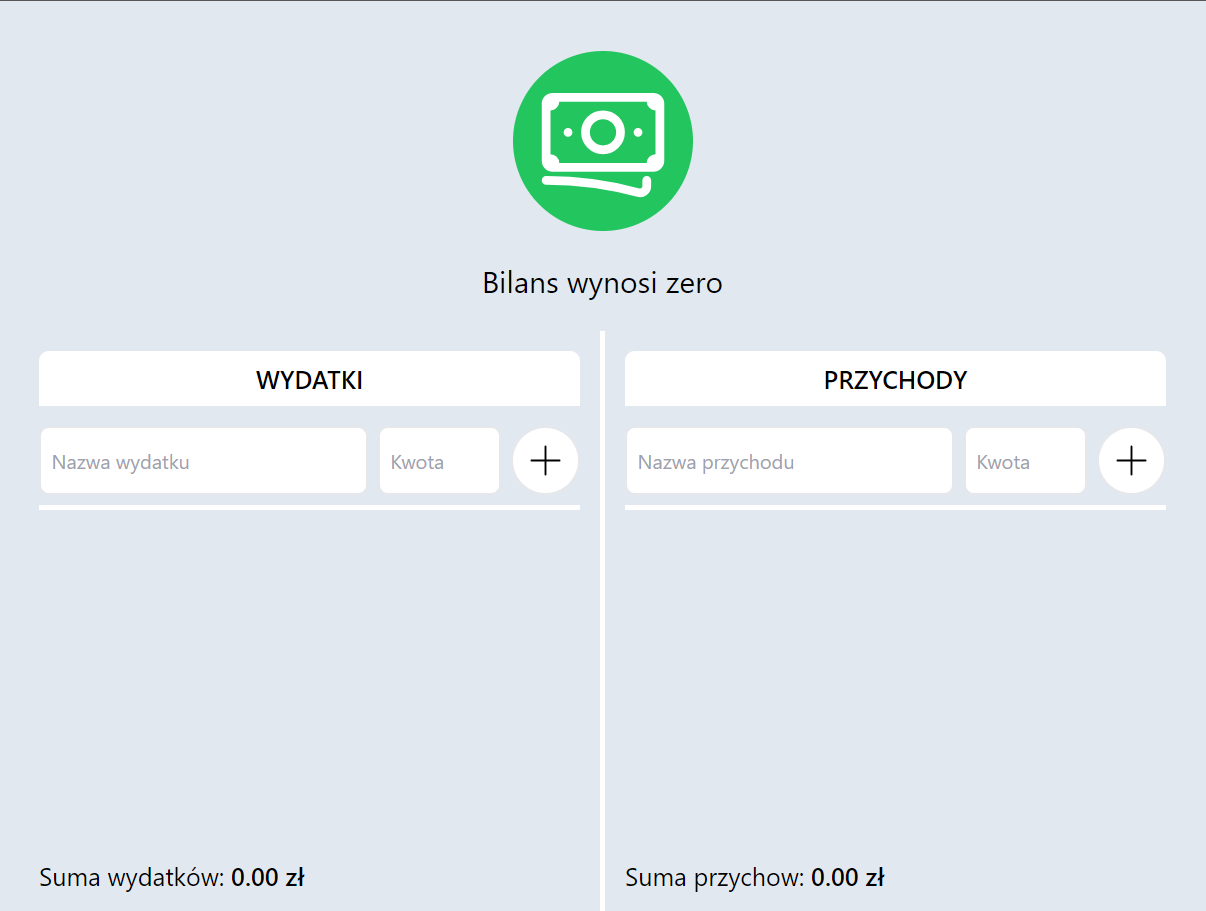 Bilans wynosi zero
WYDATKI
Nazwa wydatku
Kwota
Suma wydatków: 0.00 zł
PRZYCHODY
Nazwa przychodu
Kwota
Suma przychow: 0.00 zł